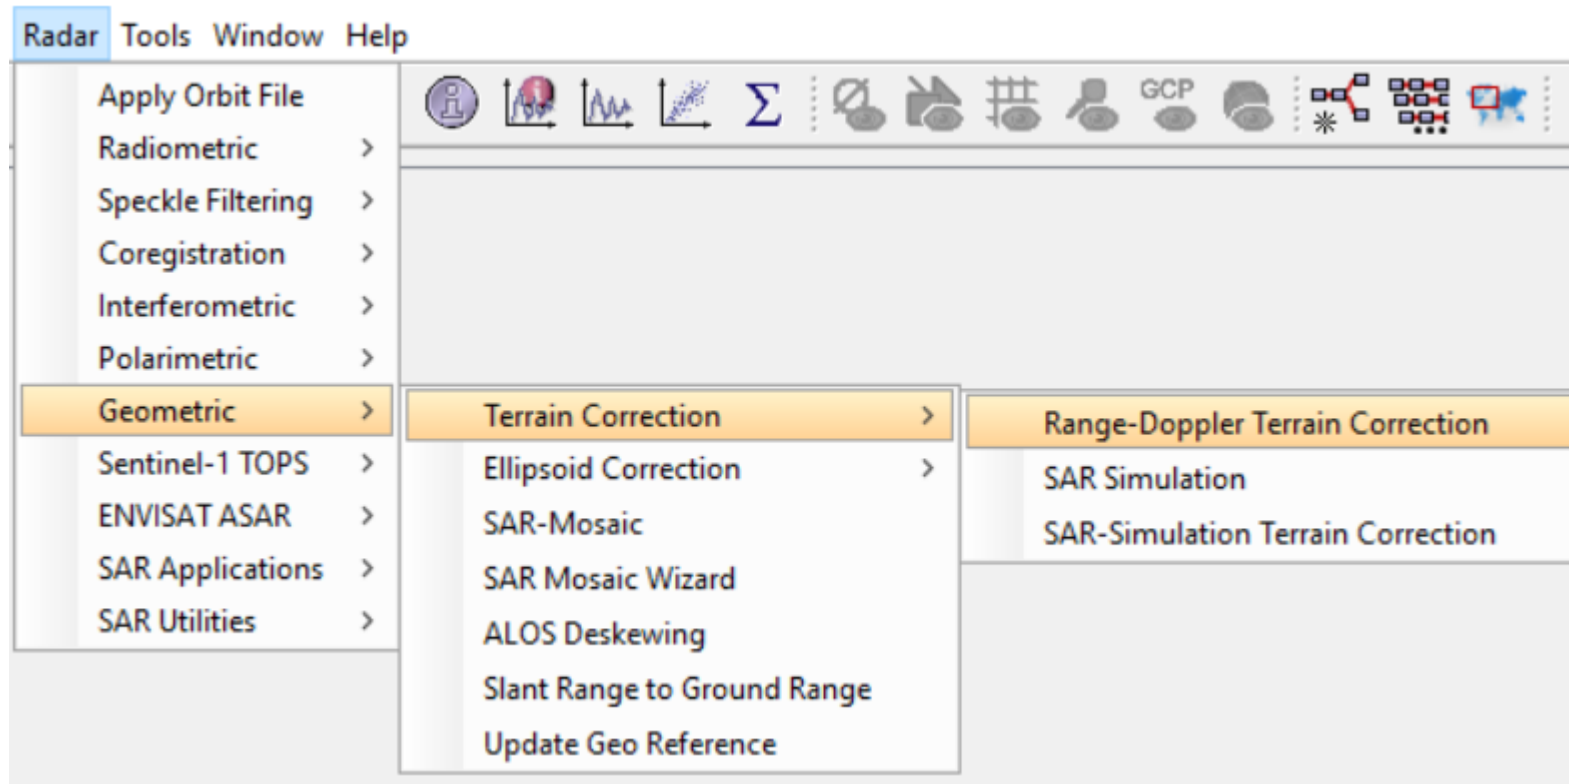 Radar Tools Window Help
Apply Orbit File
GCP
Radiometric
Speckle Filtering
Coregistration
Interferometric
Polarimetric
Geometric
Sentinel-1 TOPS
ENVISAT ASAR
SAR Applications
SAR Utilities
Terrain Correction
Ellipsoid Correction
SAR-Mosaic
SAR Mosaic Wizard
ALOS Deskewing
Slant Range to Ground Range
Update Geo Reference
Range-Doppler Terrain Correction
SAR Simulation
SAR-Simulation Terrain Correction